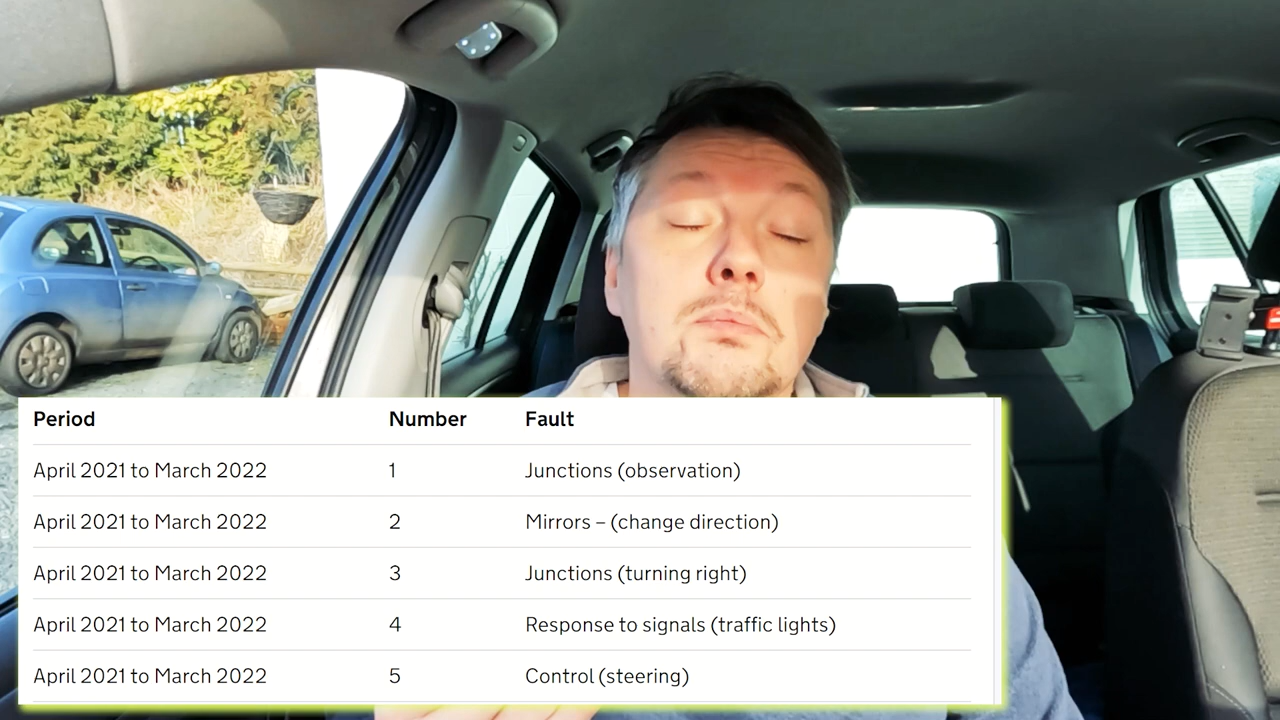 Period Number Fault
April 2021 to March 2022 1 Junctions (observation)
April 2021 to March 2022 2 Mirrors – (change direction)
April 2021 to March 2022 3 Junctions (turning right)
April 2021 to March 2022 4 Response to signals (traffic lights)
April 2021 to March 2022 5 Control (steering)